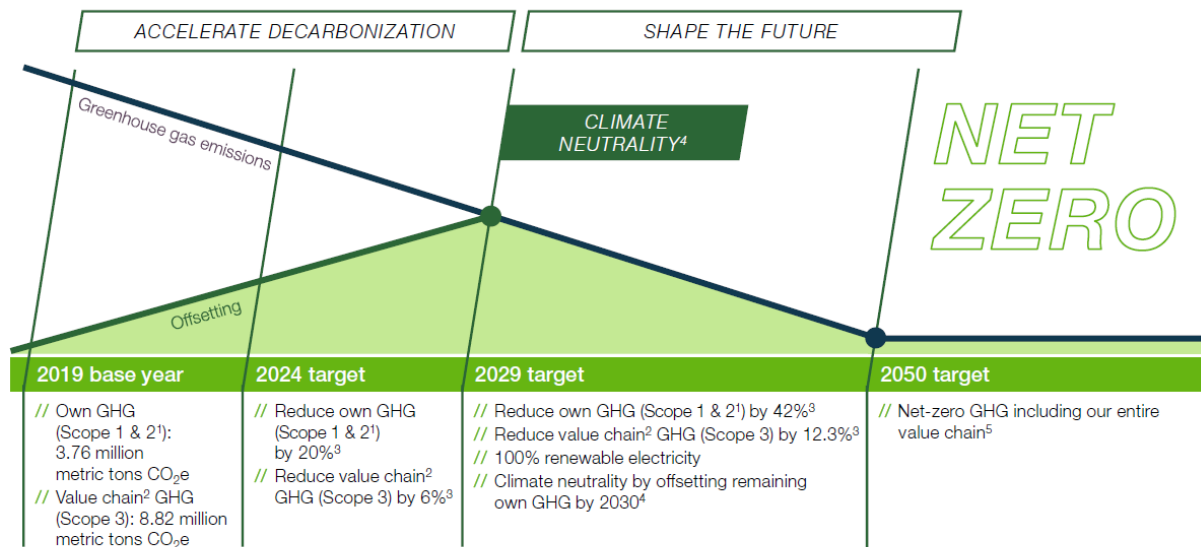 ACCELERATE DECARBONIZATION
SHAPE THE FUTURE
Greenhouse gas emissions
CLIMATE
NEUTRALITY⁴
NET
ZERO
Offsetting
2019 base year
// Own GHG
(Scope 1 & 2¹):
3.76 million
metric tons CO₂e
// Value chain² GHG
(Scope 3): 8.82 million
metric tons CO₂e
2024 target
// Reduce own GHG
(Scope 1 & 2¹)
by 20%³
// Reduce value chain²
GHG (Scope 3) by 6%³
2029 target
// Reduce own GHG (Scope 1 & 2¹) by 42%³
// Reduce value chain² GHG (Scope 3) by 12.3%³
// 100% renewable electricity
// Climate neutrality by offsetting remaining
own GHG by 2030⁴
2050 target
// Net-zero GHG including our entire
value chain⁵